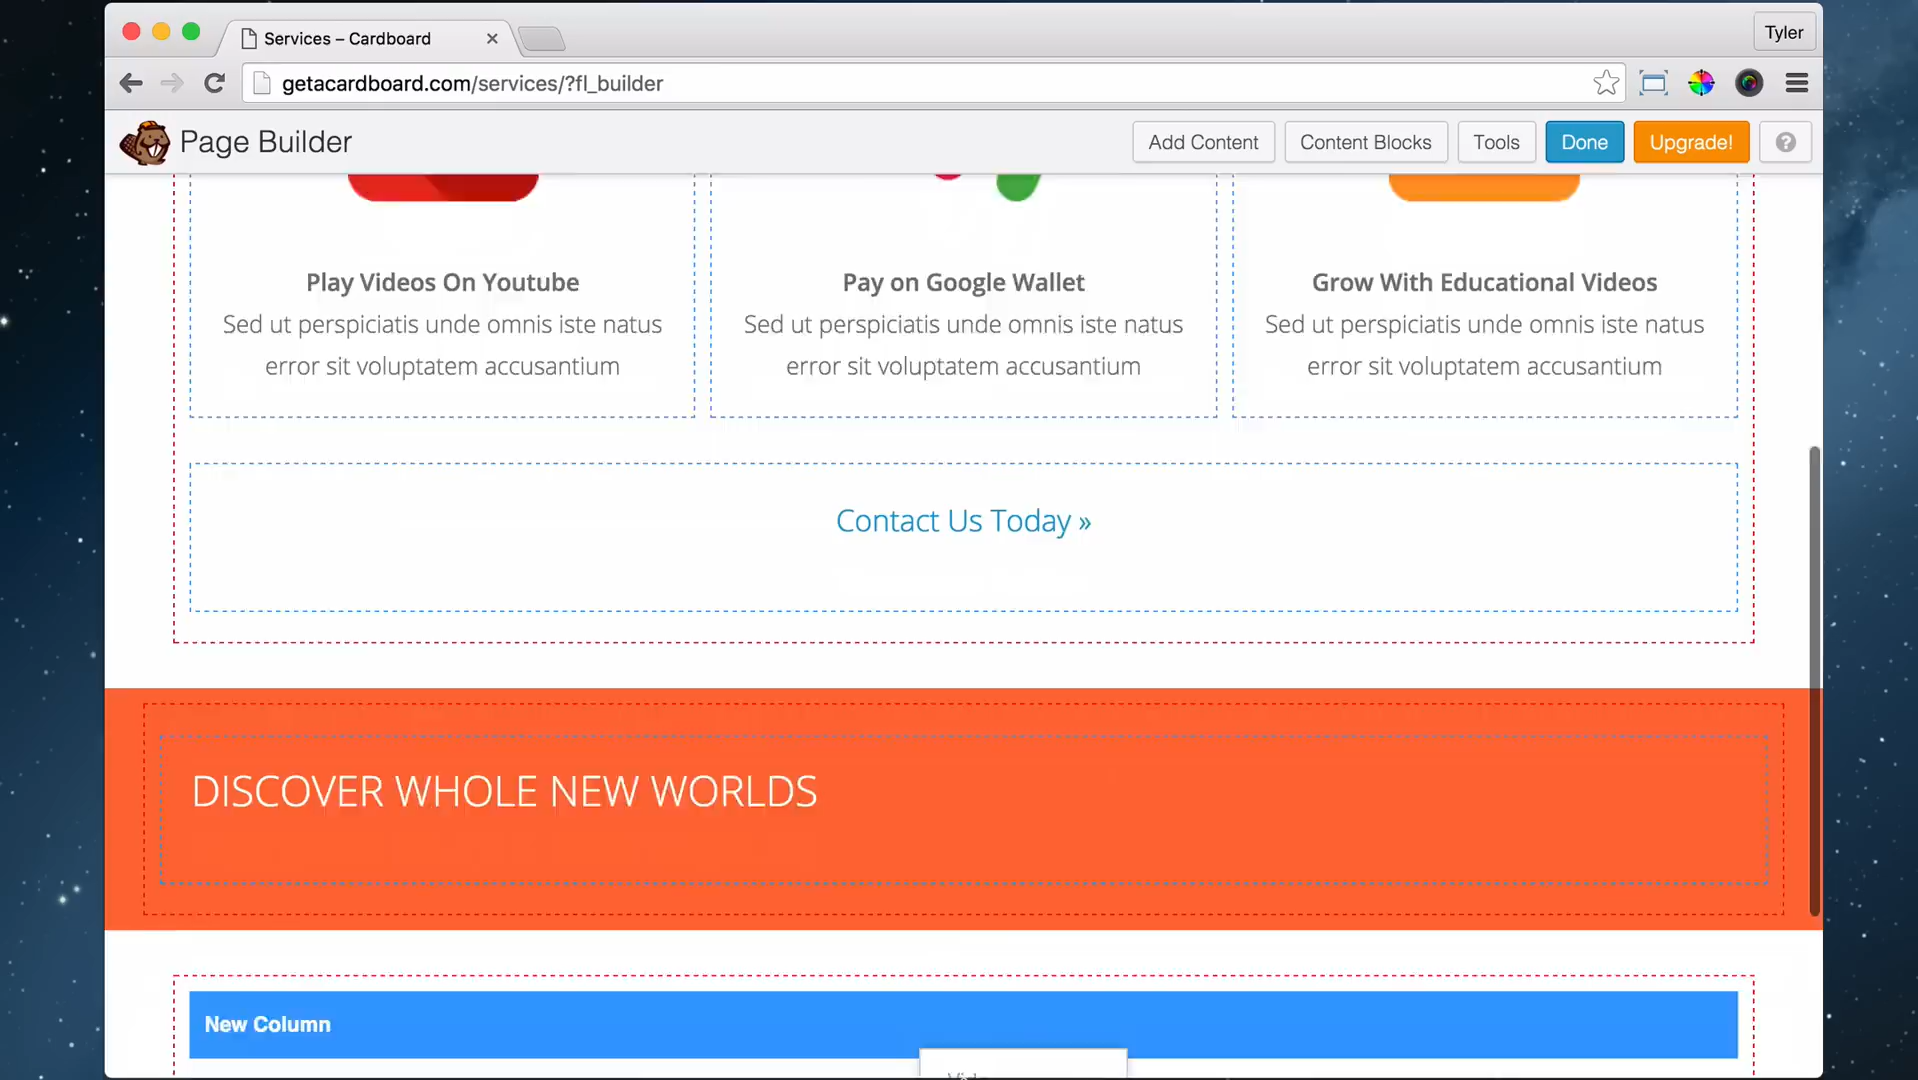 Services – Cardboard
Tyler
getacardboard.com/services/?fl_builder
Page Builder
Add Content
Content Blocks
Tools
Done
Upgrade!
?
Play Videos On Youtube
Sed ut perspiciatis unde omnis iste natus
error sit voluptatem accusantium
Pay on Google Wallet
Sed ut perspiciatis unde omnis iste natus
error sit voluptatem accusantium
Grow With Educational Videos
Sed ut perspiciatis unde omnis iste natus
error sit voluptatem accusantium
Contact Us Today »
DISCOVER WHOLE NEW WORLDS
New Column